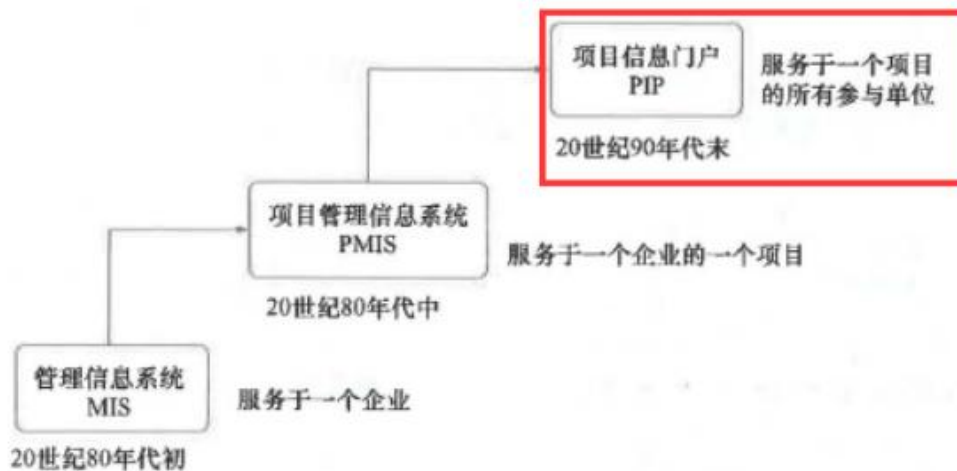 项目信息门户
PIP
服务于一个项目
的所有参与单位
20世纪90年代末
项目管理信息系统
PMIS
服务于一个企业的一个项目
20世纪80年代中
管理信息系统
MIS
服务于一个企业
20世纪80年代初